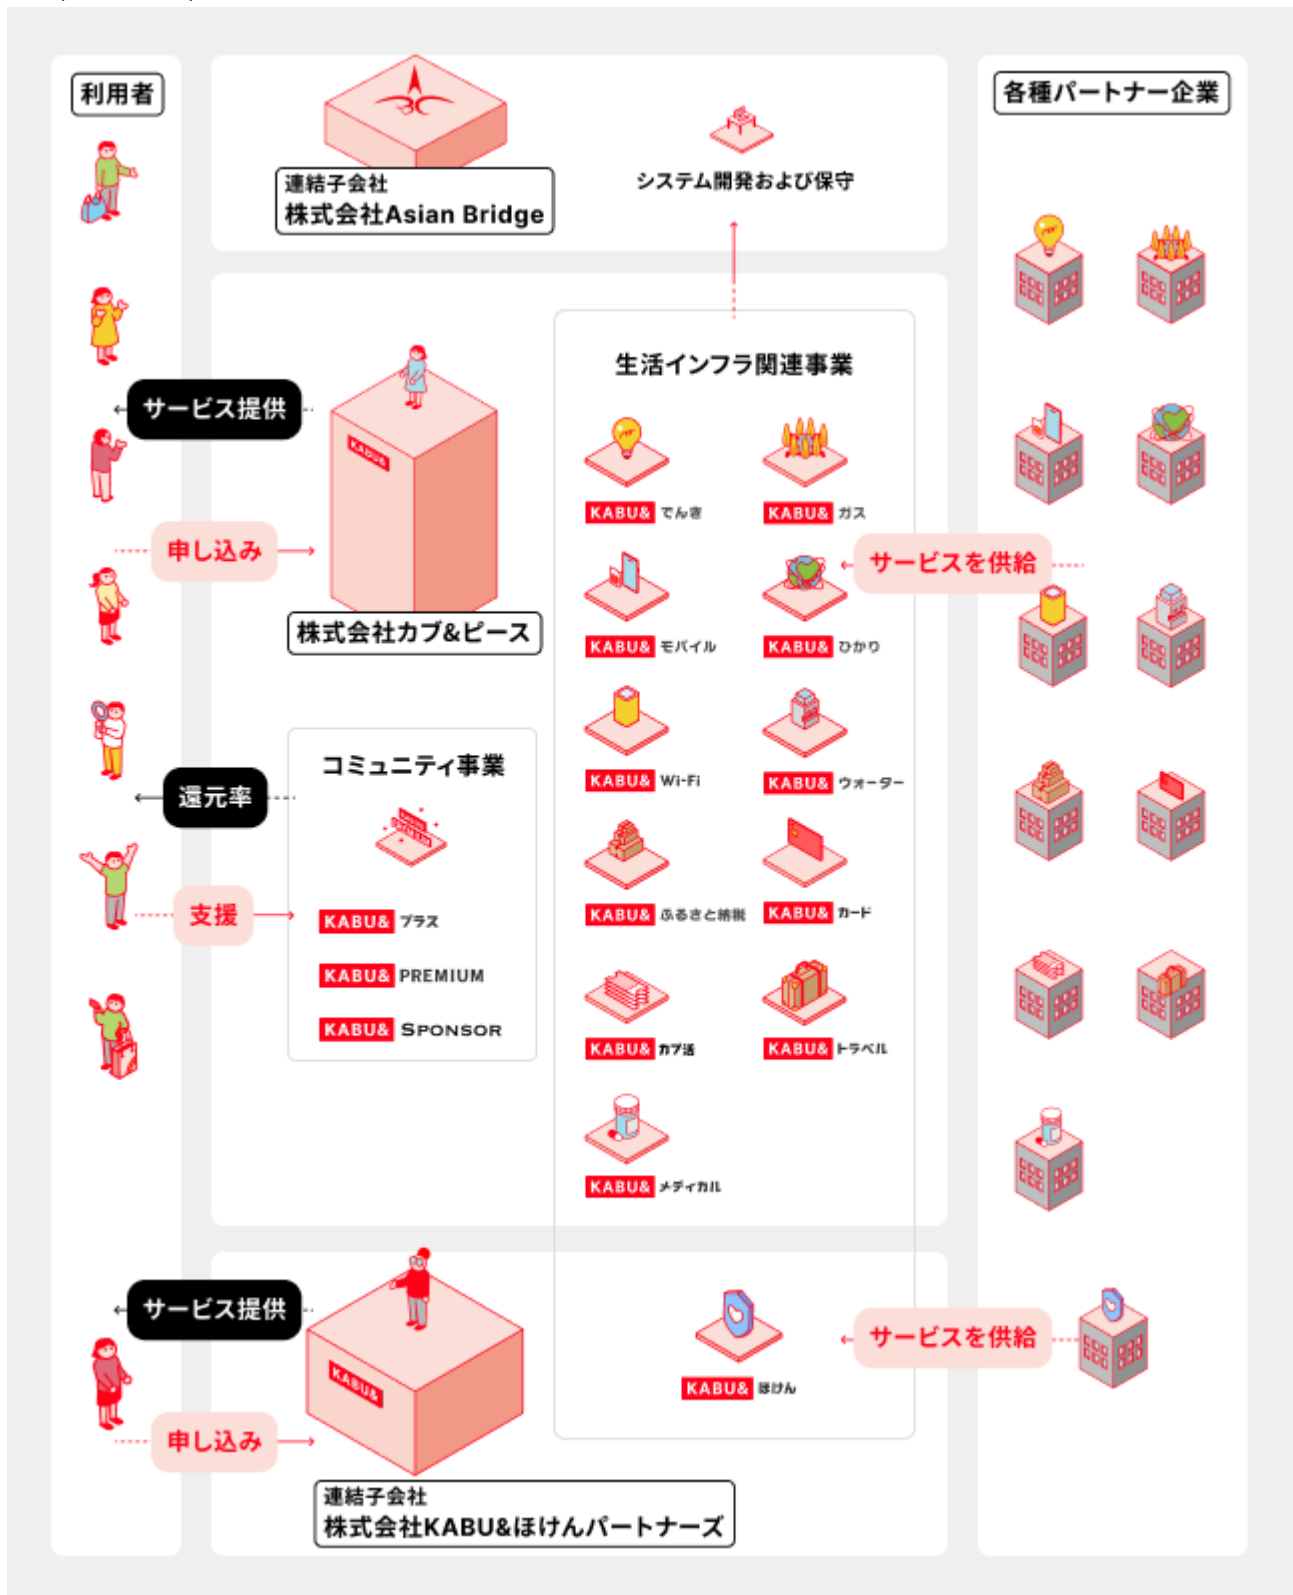 利用者
連結子会社
株式会社Asian Bridge
システム開発および保守
各種パートナー企業
サービス提供
KABU&
申し込み
株式会社カブ&ピース
生活インフラ関連事業
KABU& でんき
KABU& ガス
KABU& モバイル
KABU& ひかり
KABU& Wi-Fi
KABU& ウォーター
KABU& ふるさと納税
KABU& カード
KABU& カブ活
KABU& トラベル
KABU& メディカル
サービスを供給
コミュニティ事業
還元率
支援
KABU& プラス
KABU& PREMIUM
KABU& SPONSOR
サービス提供
KABU&
申し込み
連結子会社
株式会社KABU&ほけんパートナーズ
KABU& ほけん
サービスを供給